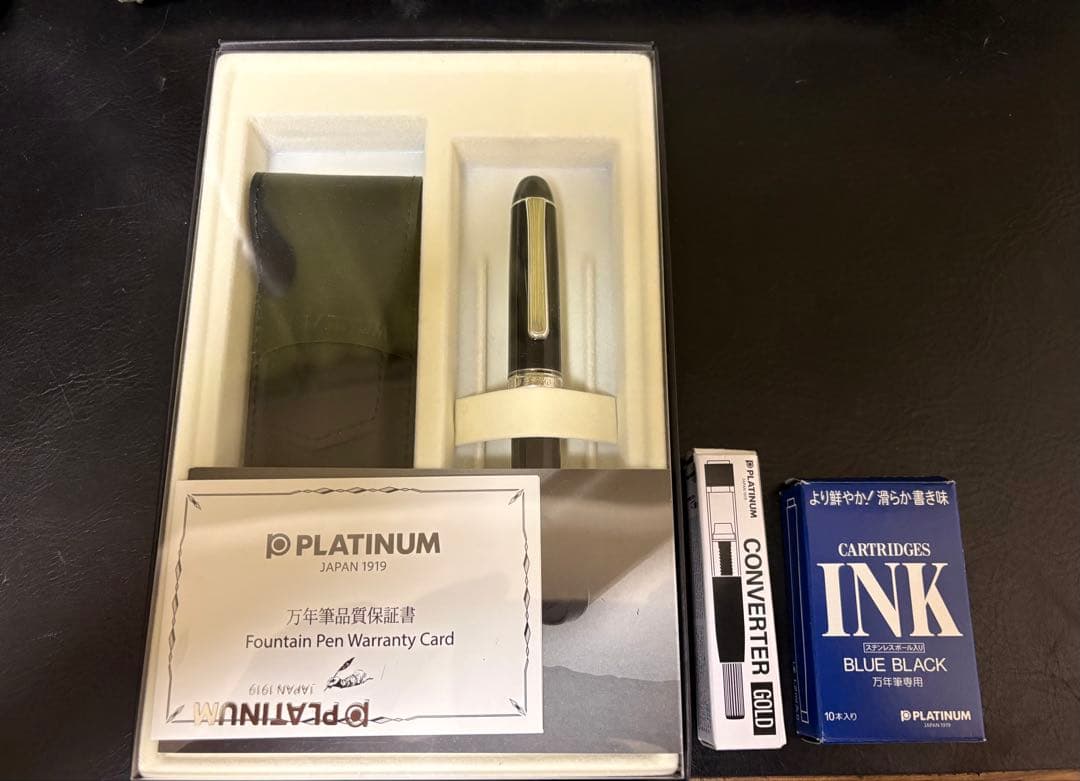 PLATINUM
JAPAN 1919
万年筆品質保証書
Fountain Pen Warranty Card
JAPAN 1919
PLATINUM
PLATINUM
JAPAN 1919
CONVERTER
GOLD
より鮮やか! 滑らか書き味
CARTRIDGES
INK
ステンレスボール入り
BLUE BLACK
万年筆専用
10本入り
PLATINUM
JAPAN 1919